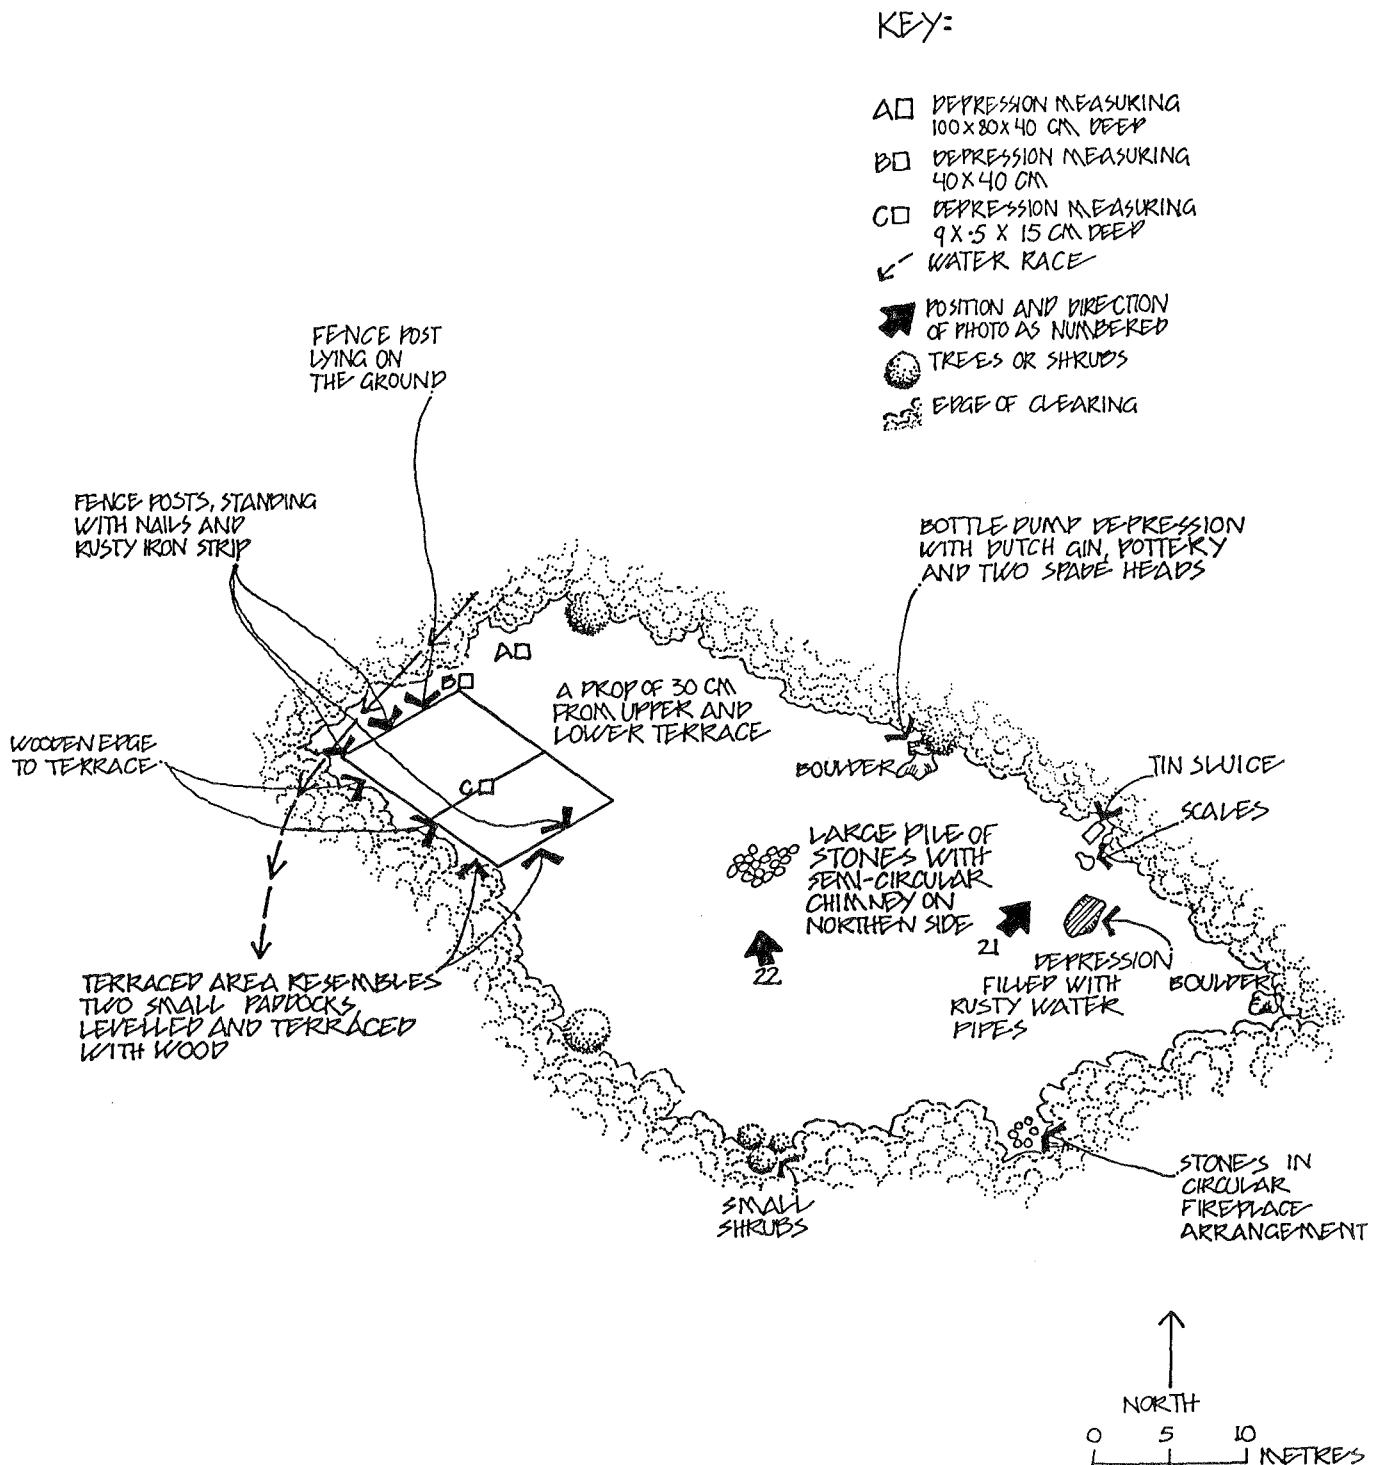 KEY:
A DEPRESSION MEASURING
100 X 80 X 40 CM DEEP
B DEPRESSION MEASURING
40 X 40 CM
C DEPRESSION MEASURING
9 X .5 X 15 CM DEEP
WATER RACE
POSITION AND DIRECTION
OF PHOTO AS NUMBERED
TREES OR SHRUBS
EDGE OF CLEARING
FENCE POST
LYING ON
THE GROUND
FENCE POSTS, STANDING
WITH NAILS AND
RUSTY IRON STRIP
BOTTLE DUMP DEPRESSION
WITH DUTCH GIN, POTTERY
AND TWO SPADE HEADS
A
B
A DROP OF 30 CM
FROM UPPER AND
LOWER TERRACE
WOODEN EDGE
TO TERRACE
BOULDER
TIN SLUICE
C
SCALES
LARGE PILE OF
STONES WITH
SEMI-CIRCULAR
CHIMNEY ON
NORTHEN SIDE
21
22
DEPRESSION
FILLED WITH
RUSTY WATER
PIPES
BOULDER
TERRACED AREA RESEMBLES
TWO SMALL PADDOCKS,
LEVELLED AND TERRACED
WITH WOOD
SMALL
SHRUBS
STONES IN
CIRCULAR
FIREPLACE
ARRANGEMENT
NORTH
0 5 10
METRES